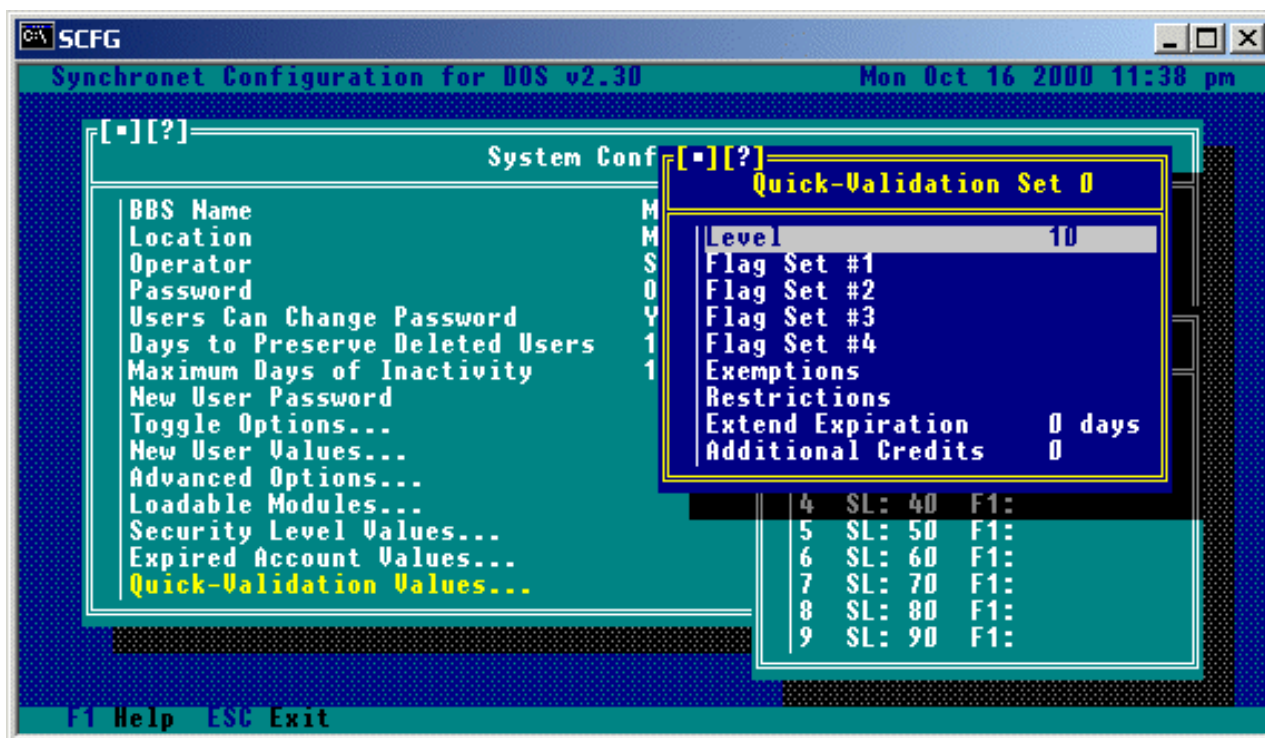 SCFG
Synchronet Configuration for DOS v2.30 Mon Oct 16 2000 11:38 pm
[■][?]
System Conf
BBS Name M
Location M
Operator S
Password O
Users Can Change Password Y
Days to Preserve Deleted Users 1
Maximum Days of Inactivity 1
New User Password
Toggle Options...
New User Values...
Advanced Options...
Loadable Modules...
Security Level Values...
Expired Account Values...
Quick-Validation Values...
[■][?]
Quick-Validation Set 0
Level 10
Flag Set #1
Flag Set #2
Flag Set #3
Flag Set #4
Exemptions
Restrictions
Extend Expiration 0 days
Additional Credits 0
4 SL: 40 F1:
5 SL: 50 F1:
6 SL: 60 F1:
7 SL: 70 F1:
8 SL: 80 F1:
9 SL: 90 F1:
F1 Help ESC Exit